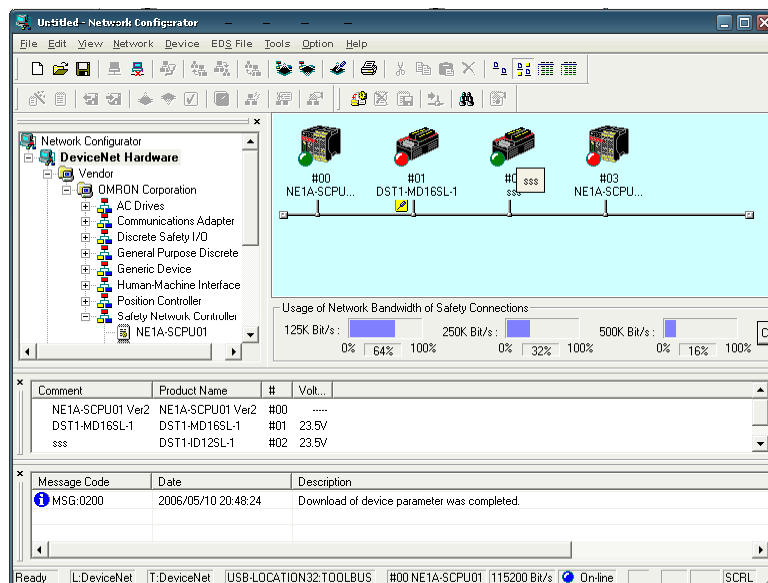 Untitled - Network Configurator
File Edit View Network Device EDS File Tools Option Help
Network Configurator
DeviceNet Hardware
Vendor
OMRON Corporation
AC Drives
Communications Adapter
Discrete Safety I/O
General Purpose Discrete
Generic Device
Human-Machine Interface
Position Controller
Safety Network Controller
NE1A-SCPU01
#00
NE1A-SCPU...
#01
DST1-MD16SL-1
sss
sss
#03
NE1A-SCPU...
Usage of Network Bandwidth of Safety Connections
125K Bit/s : 250K Bit/s : 500K Bit/s :
0% 64% 100% 0% 32% 100% 0% 16% 100%
Comment Product Name # Volt...
NE1A-SCPU01 Ver2 NE1A-SCPU01 Ver2 #00 -----
DST1-MD16SL-1 DST1-MD16SL-1 #01 23.5V
sss DST1-ID12SL-1 #02 23.5V
Message Code Date Description
MSG:0200 2006/05/10 20:48:24 Download of device parameter was completed.
Ready L:DeviceNet T:DeviceNet USB-LOCATION32:TOOLBUS #00 NE1A-SCPU01 115200 Bit/s On-line SCRL